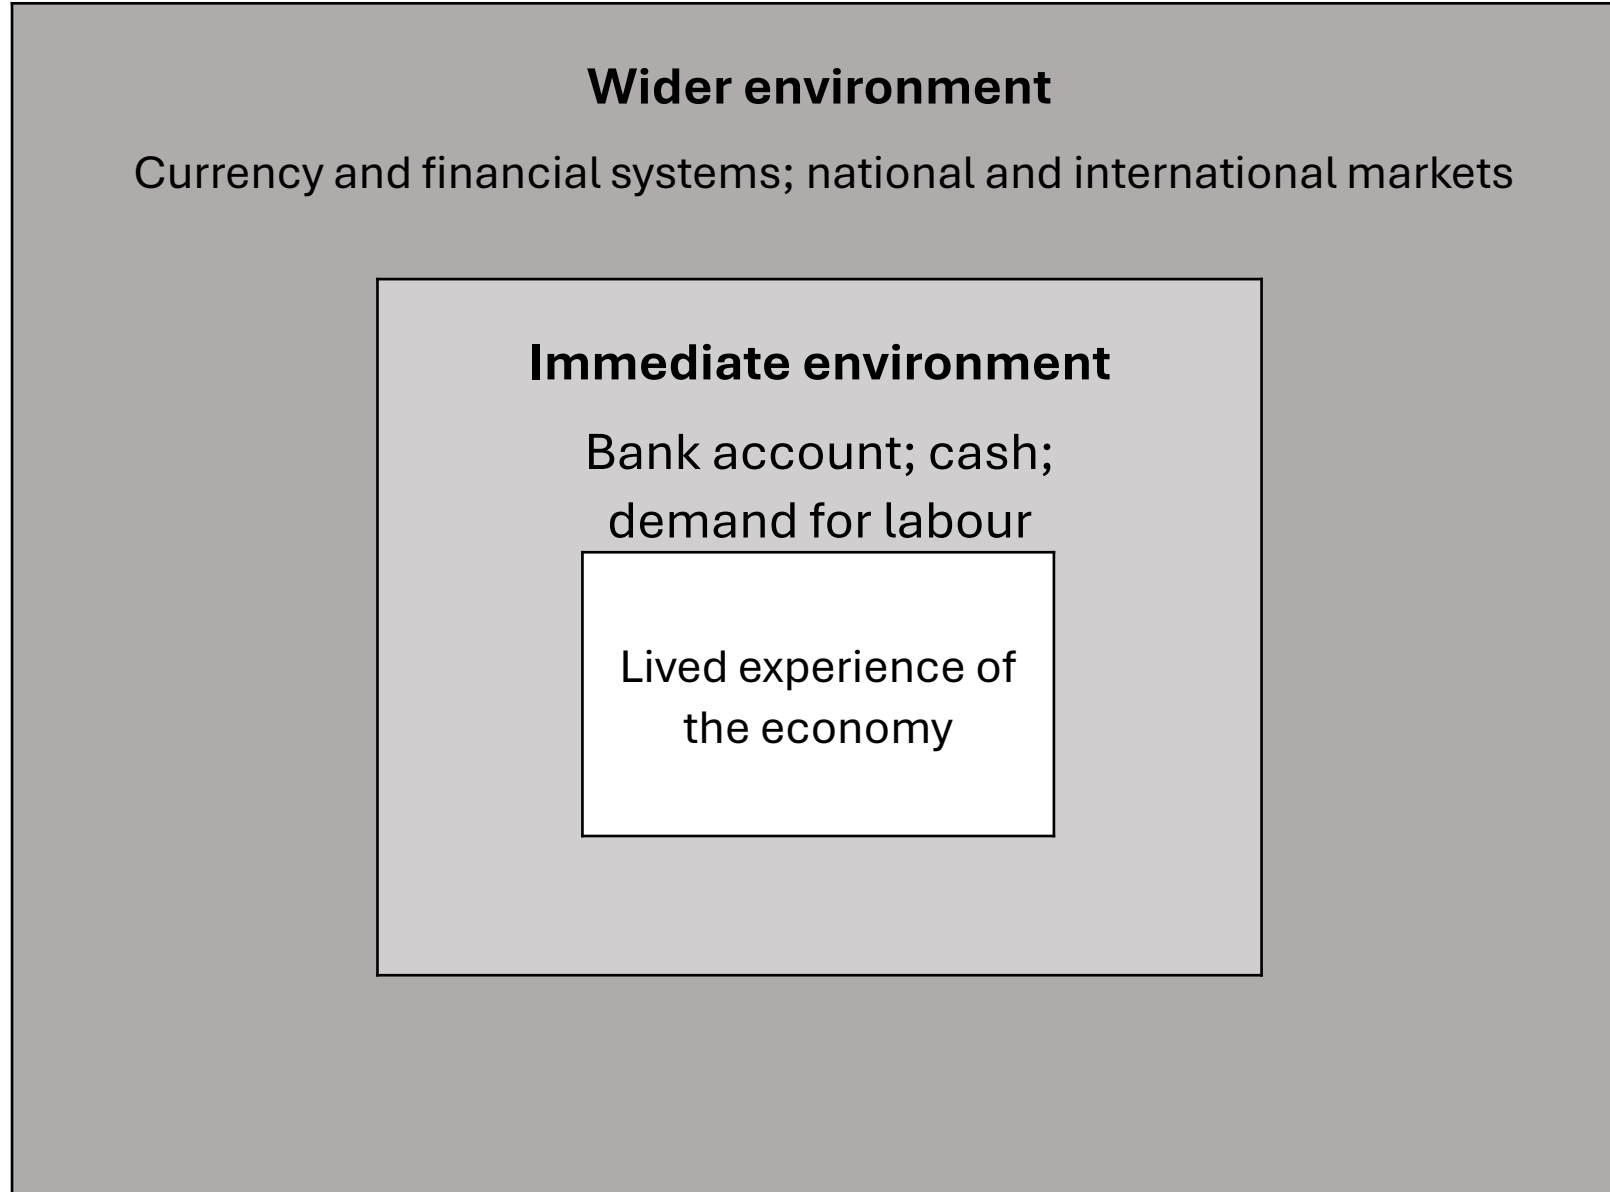 Wider environment
Currency and financial systems; national and international markets
Immediate environment
Bank account; cash;
demand for labour
Lived experience of
the economy